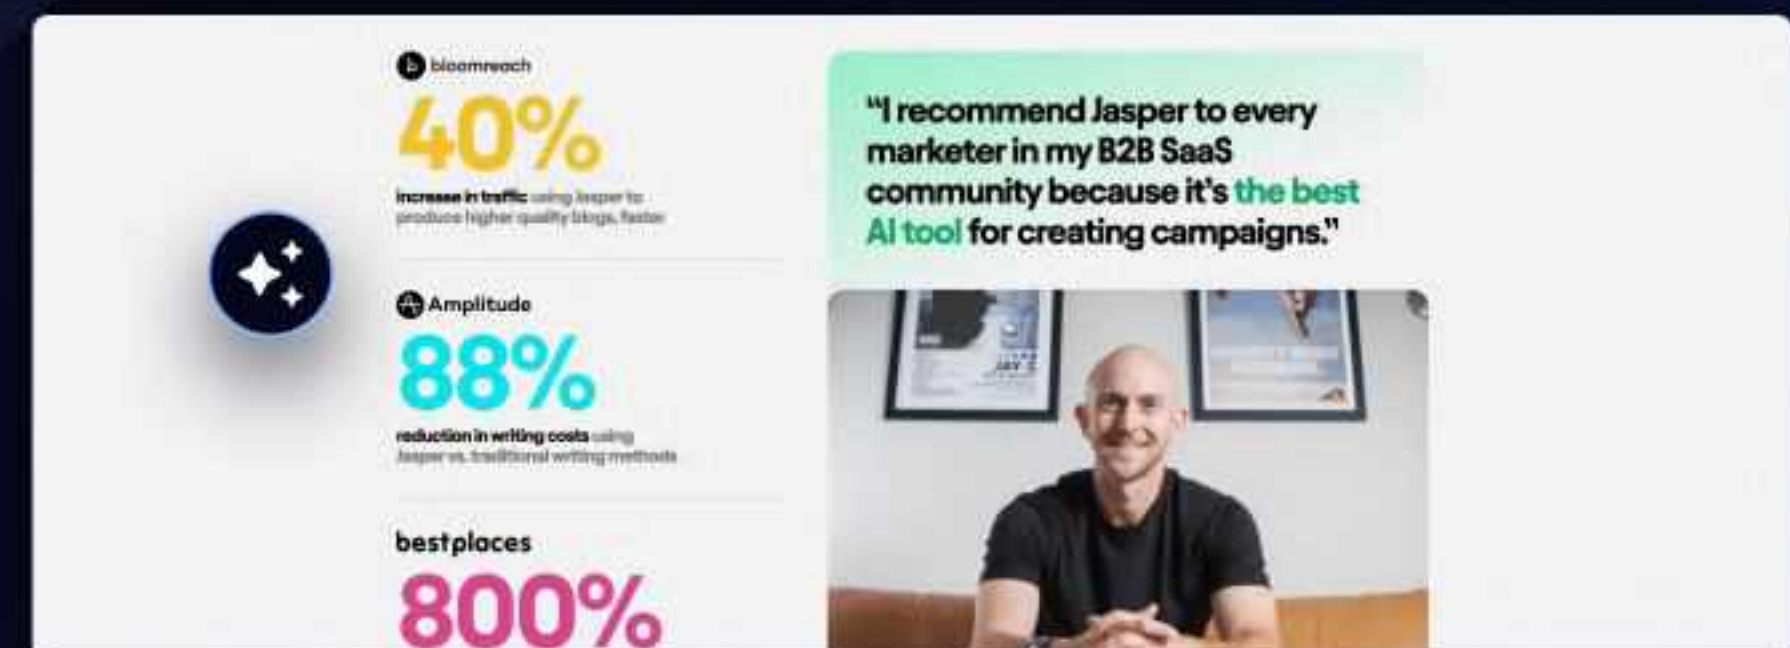 bloomreach
40%
increase in traffic using Jasper to
produce higher quality blogs, faster
Amplitude
88%
reduction in writing costs using
Jasper vs. traditional writing methods
bestplaces
800%
“I recommend Jasper to every
marketer in my B2B SaaS
community because it’s the best
AI tool for creating campaigns.”
JAY